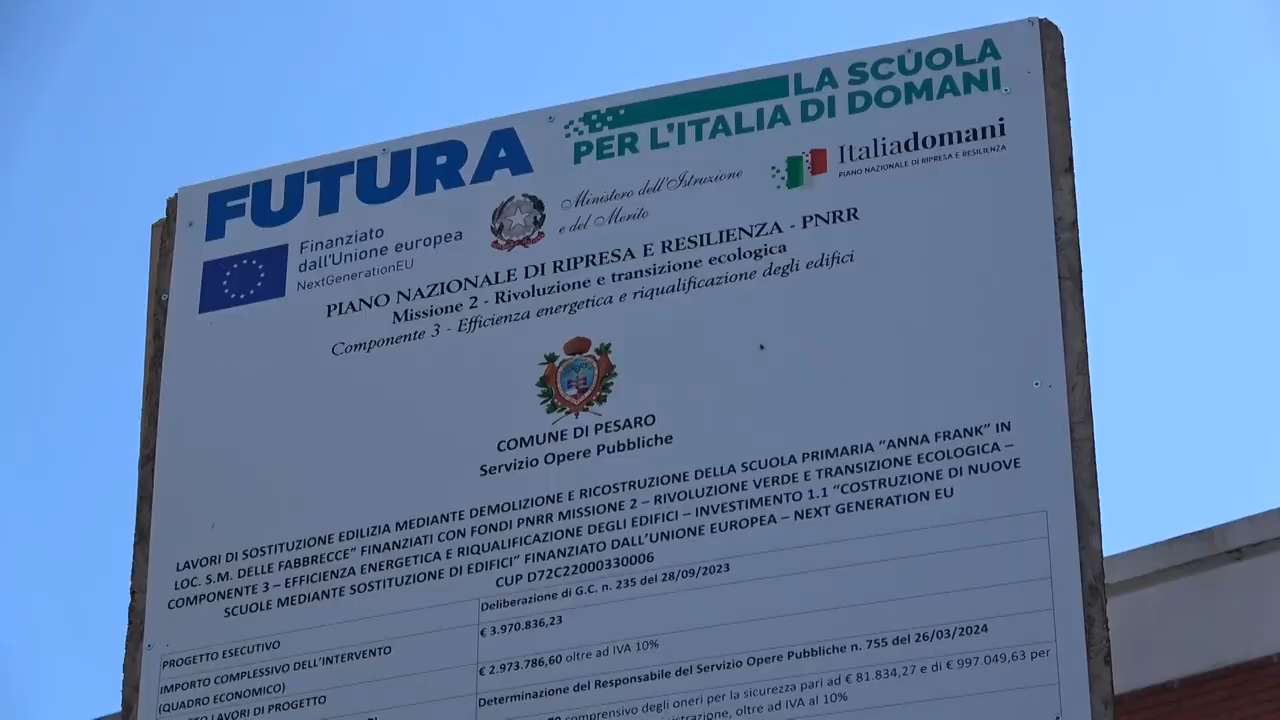 FUTURA
LA SCUOLA
PER L'ITALIA DI DOMANI
Finanziato
dall'Unione europea
NextGenerationEU
Ministero dell'Istruzione
e del Merito
Italiadomani
PIANO NAZIONALE DI RIPRESA E RESILIENZA
PIANO NAZIONALE DI RIPRESA E RESILIENZA - PNRR
Missione 2 - Rivoluzione e transizione ecologica
Componente 3 - Efficienza energetica e riqualificazione degli edifici
COMUNE DI PESARO
Servizio Opere Pubbliche
LAVORI DI SOSTITUZIONE EDILIZIA MEDIANTE DEMOLIZIONE E RICOSTRUZIONE DELLA SCUOLA PRIMARIA “ANNA FRANK” IN
LOC. S.M. DELLE FABBRECCE” FINANZIATI CON FONDI PNRR MISSIONE 2 – RIVOLUZIONE VERDE E TRANSIZIONE ECOLOGICA –
COMPONENTE 3 – EFFICIENZA ENERGETICA E RIQUALIFICAZIONE DEGLI EDIFICI – INVESTIMENTO 1.1 “COSTRUZIONE DI NUOVE
SCUOLE MEDIANTE SOSTITUZIONE DI EDIFICI” FINANZIATO DALL'UNIONE EUROPEA – NEXT GENERATION EU
CUP D72C22000330006
PROGETTO ESECUTIVO
Deliberazione di G.C. n. 235 del 28/09/2023
IMPORTO COMPLESSIVO DELL'INTERVENTO
(QUADRO ECONOMICO)
€ 3.970.836,23
LAVORI DI PROGETTO
€ 2.973.786,60 oltre ad IVA 10%
Determinazione del Responsabile del Servizio Opere Pubbliche n. 755 del 26/03/2024
comprensivo degli oneri per la sicurezza pari ad € 81.834,27 e di € 997.049,63 per
oltre ad IVA al 10%